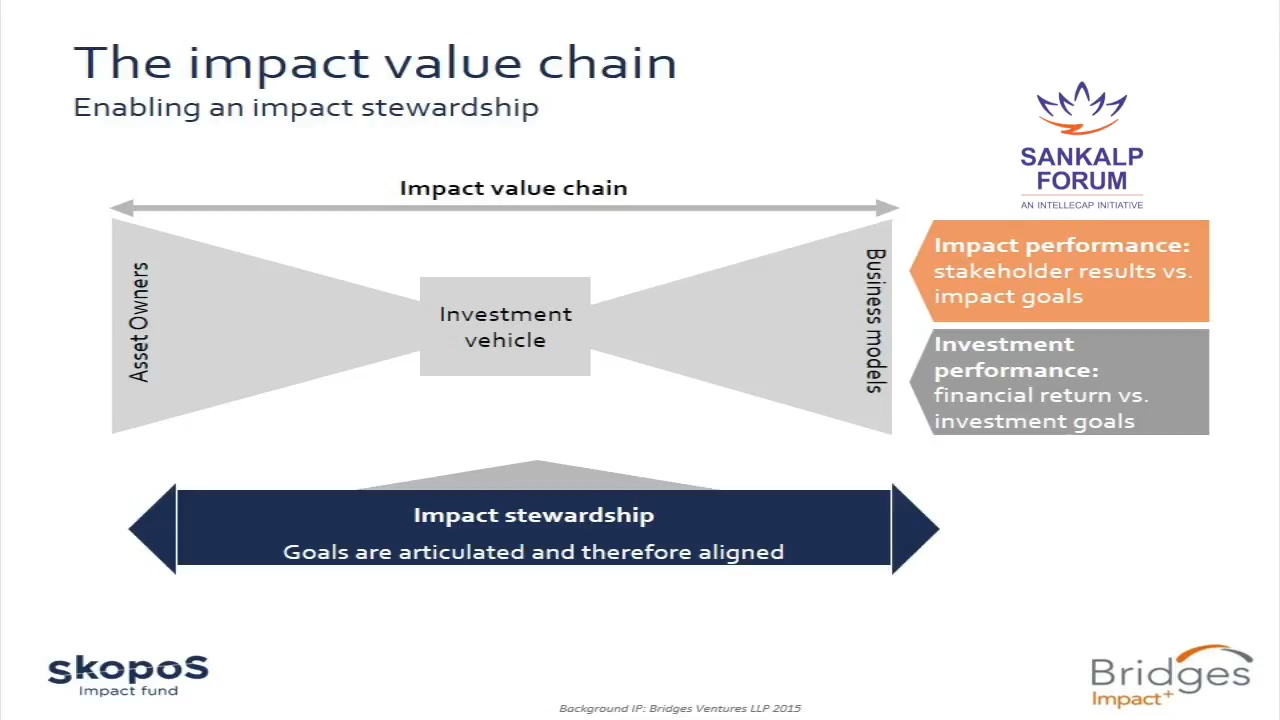 The impact value chain
Enabling an impact stewardship
SANKALP
FORUM
AN INTELLECAP INITIATIVE
Impact value chain
Asset Owners
Investment
vehicle
Business models
Impact performance:
stakeholder results vs.
impact goals
Investment
performance:
financial return vs.
investment goals
Impact stewardship
Goals are articulated and therefore aligned
skopos
Impact fund
Bridges
Impact+
Background IP: Bridges Ventures LLP 2015